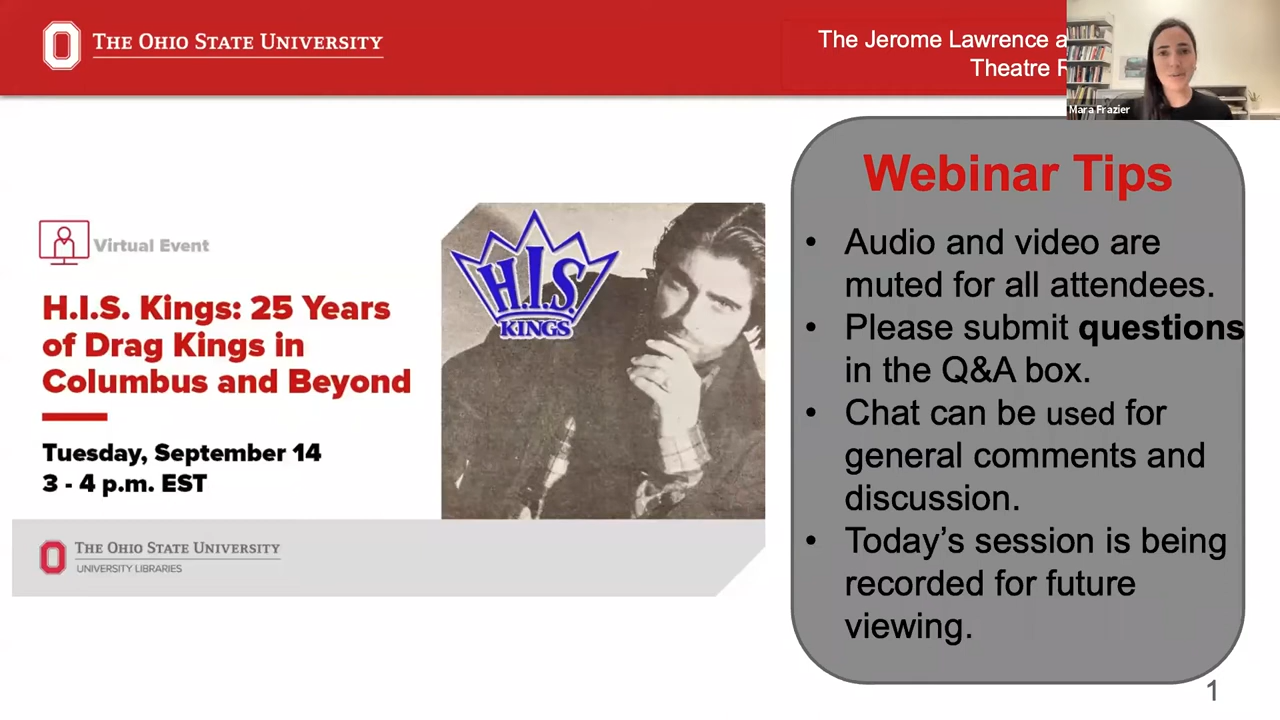 THE OHIO STATE UNIVERSITY
The Jerome Lawrence a
Theatre R
Mara Frazier
Virtual Event
H.I.S. Kings: 25 Years
of Drag Kings in
Columbus and Beyond
Tuesday, September 14
3 - 4 p.m. EST
H.I.S.
KINGS
THE OHIO STATE UNIVERSITY
UNIVERSITY LIBRARIES
Webinar Tips
• Audio and video are
muted for all attendees.
• Please submit questions
in the Q&A box.
• Chat can be used for
general comments and
discussion.
• Today's session is being
recorded for future
viewing.
1